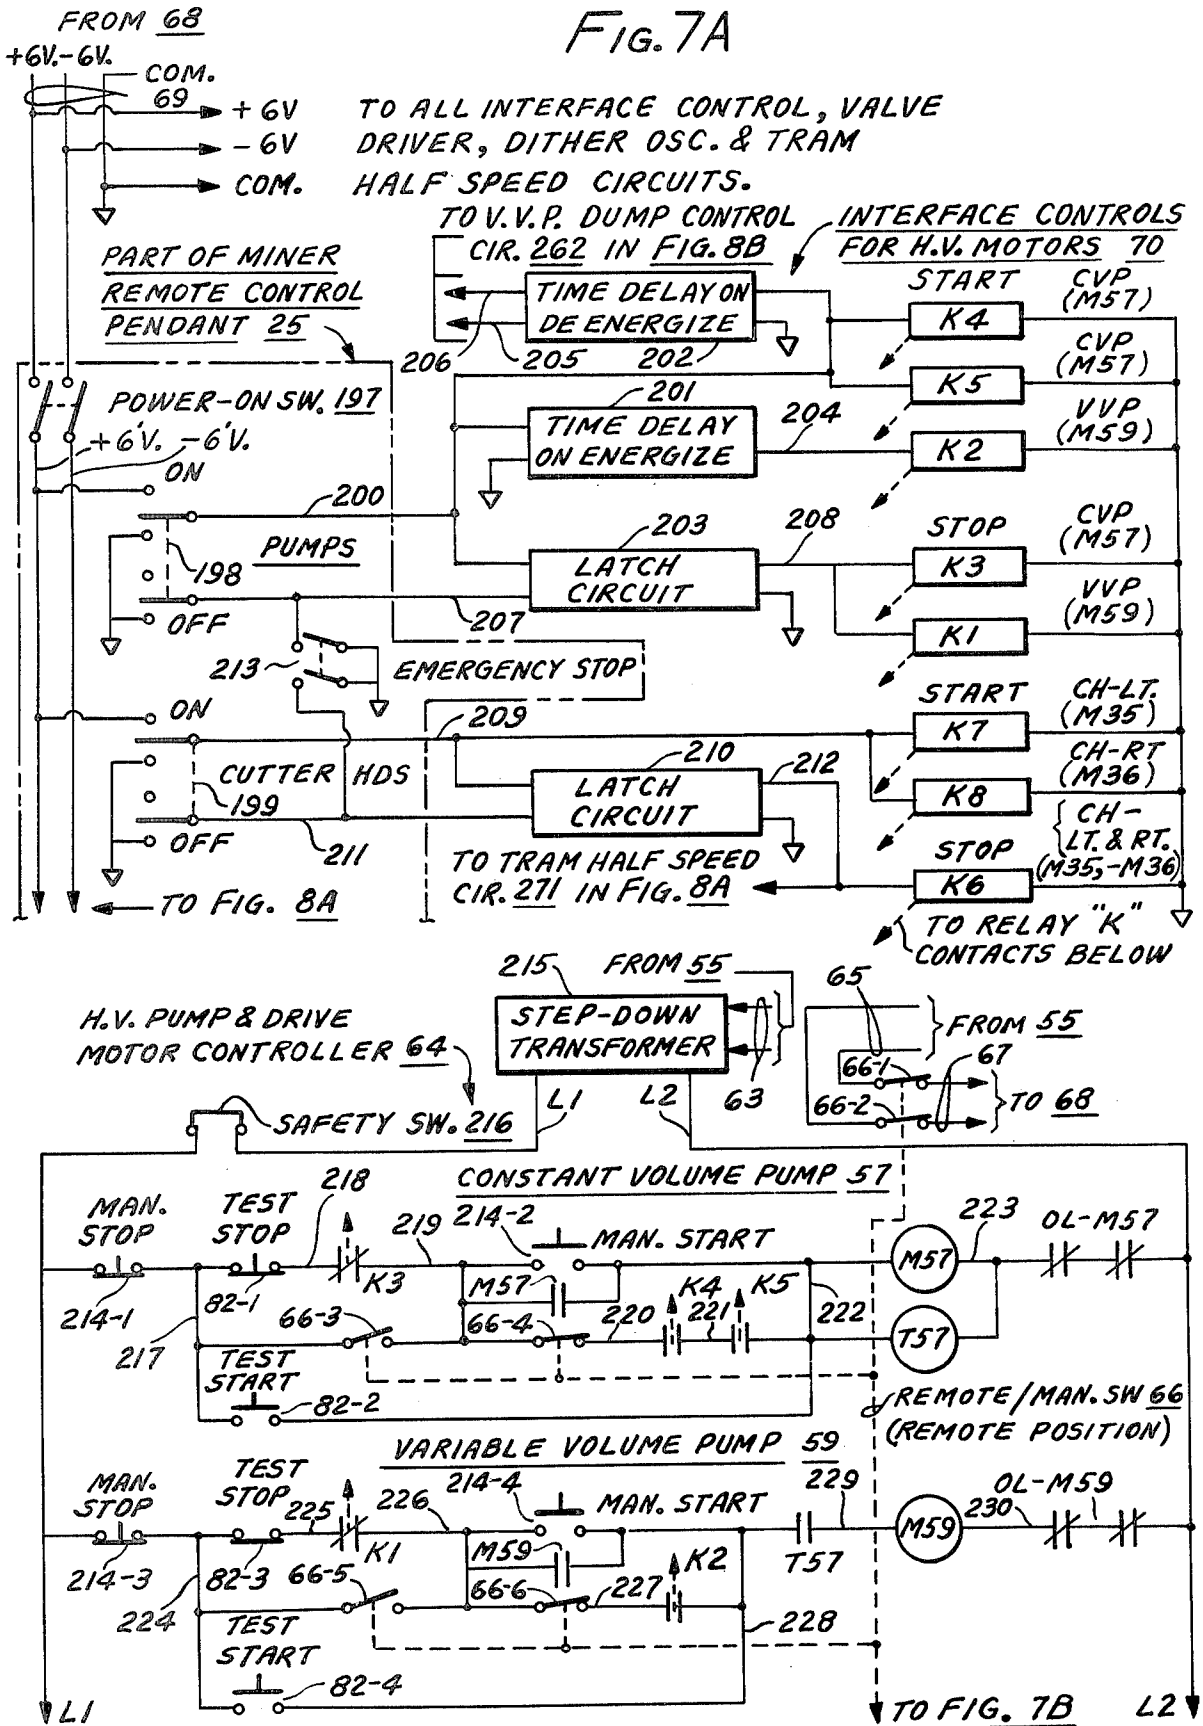 FROM 68
FIG. 7A
+6V. -6V.
COM.
69
+6V TO ALL INTERFACE CONTROL, VALVE
-6V DRIVER, DITHER OSC. & TRAM
COM. HALF SPEED CIRCUITS.
TO V.V.P. DUMP CONTROL
CIR. 262 IN FIG. 8B
INTERFACE CONTROLS
FOR H.V. MOTORS 70
PART OF MINER
REMOTE CONTROL
PENDANT 25
TIME DELAY ON
DE ENERGIZE
206
205
202
START
K4
CVP
(M57)
K5
CVP
(M57)
POWER-ON SW. 197
+6'V. -6'V.
201
TIME DELAY
ON ENERGIZE
204
K2
VVP
(M59)
ON
200
198
PUMPS
OFF
207
203
LATCH
CIRCUIT
208
STOP
K3
CVP
(M57)
K1
VVP
(M59)
213
EMERGENCY STOP
ON
209
CUTTER HDS
199
OFF
211
210
LATCH
CIRCUIT
212
START
K7
CH-LT.
(M35)
K8
CH-RT
(M36)
STOP
K6
CH-
LT. & RT.
(M35,-M36)
TO TRAM HALF SPEED
CIR. 271 IN FIG. 8A
TO FIG. 8A
TO RELAY "K"
CONTACTS BELOW
215
FROM 55
65
H.V. PUMP & DRIVE
MOTOR CONTROLLER 64
STEP-DOWN
TRANSFORMER
FROM 55
66-1
67
66-2
TO 68
63
L1
L2
SAFETY SW. 216
CONSTANT VOLUME PUMP 57
MAN.
STOP
TEST
STOP
218
219
214-2
MAN. START
223
OL-M57
M57
K3
M57
K4
K5
214-1
82-1
66-3
66-4
220
221
222
T57
217
TEST
START
82-2
REMOTE/MAN. SW 66
(REMOTE POSITION)
VARIABLE VOLUME PUMP 59
MAN.
STOP
TEST
STOP
225
226
214-4
MAN. START
229
OL-M59
230
M59
K1
M59
T57
K2
214-3
82-3
66-5
66-6
227
224
TEST
START
228
82-4
L1
TO FIG. 7B
L2